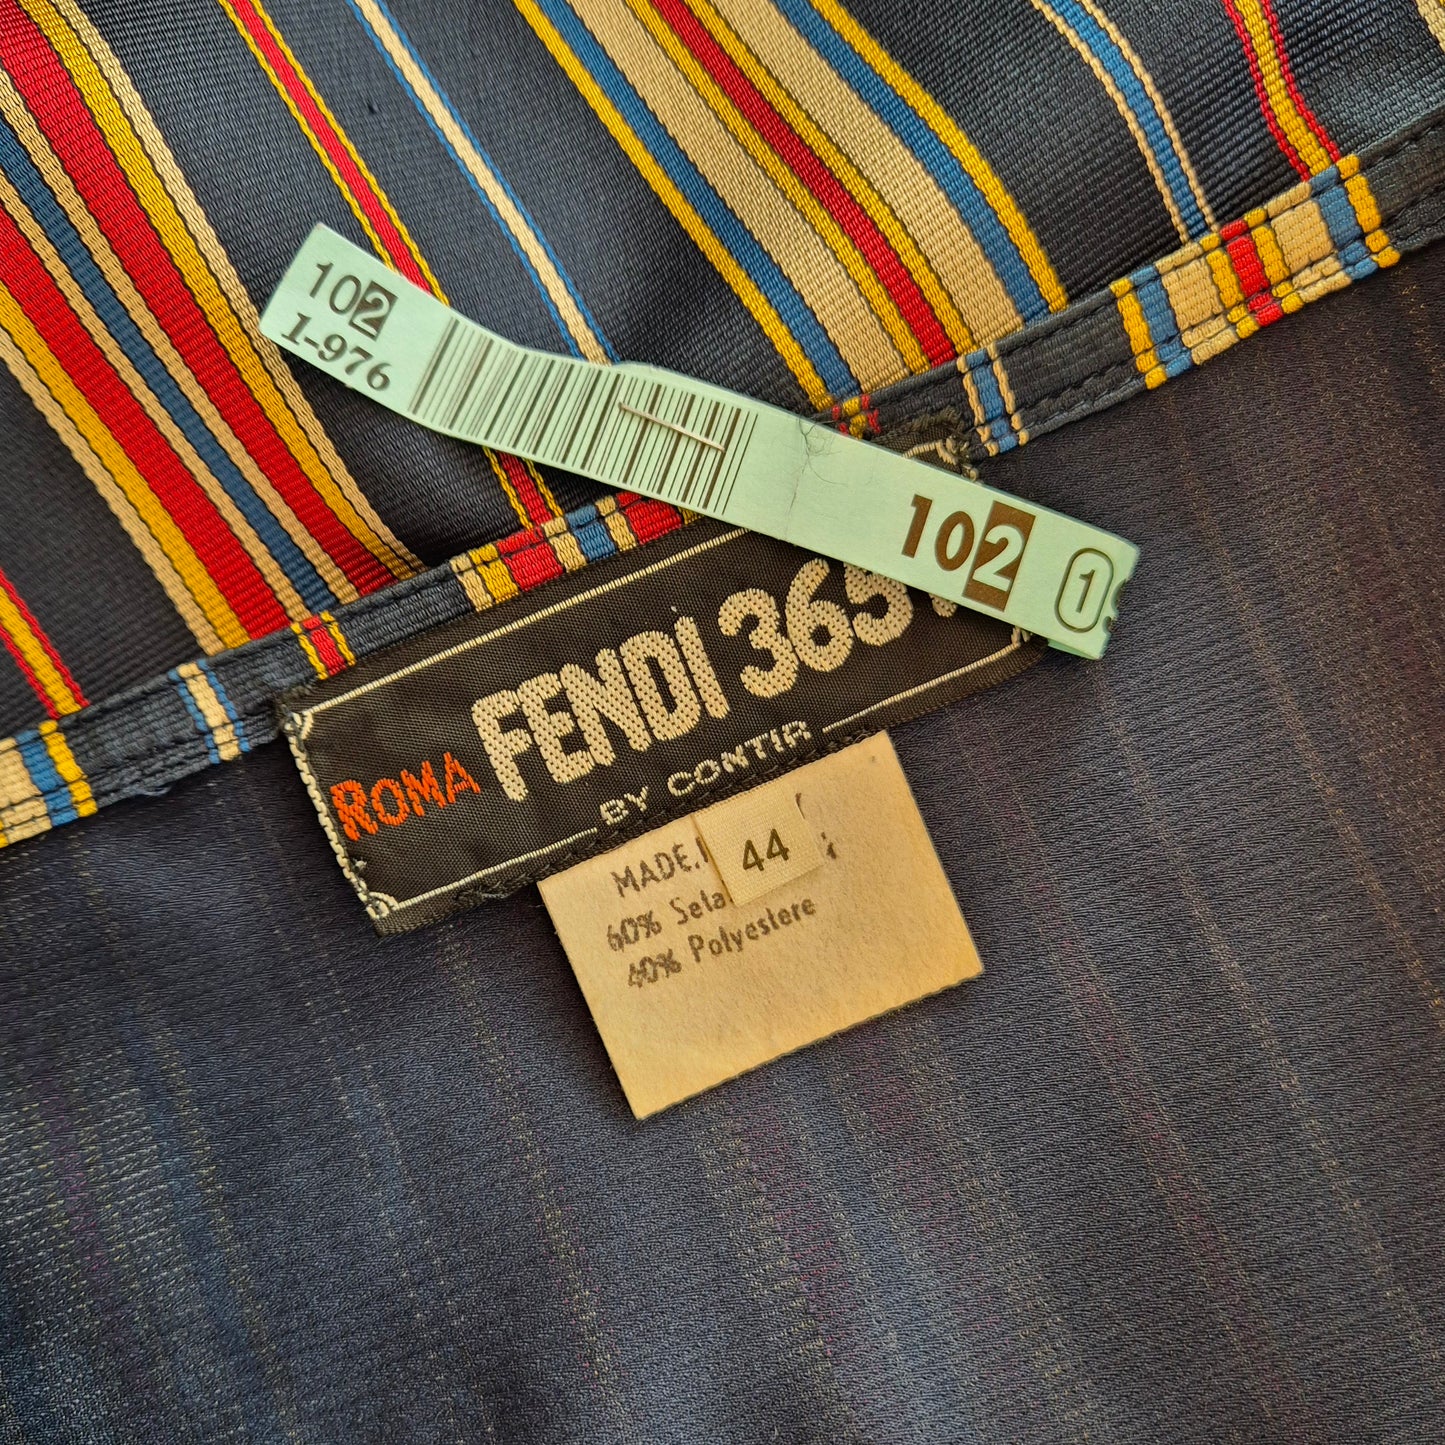 102
1-976
102 1
ROMA FENDI 365
BY CONTIR
44
MADE
60% Seta
40% Polyestere